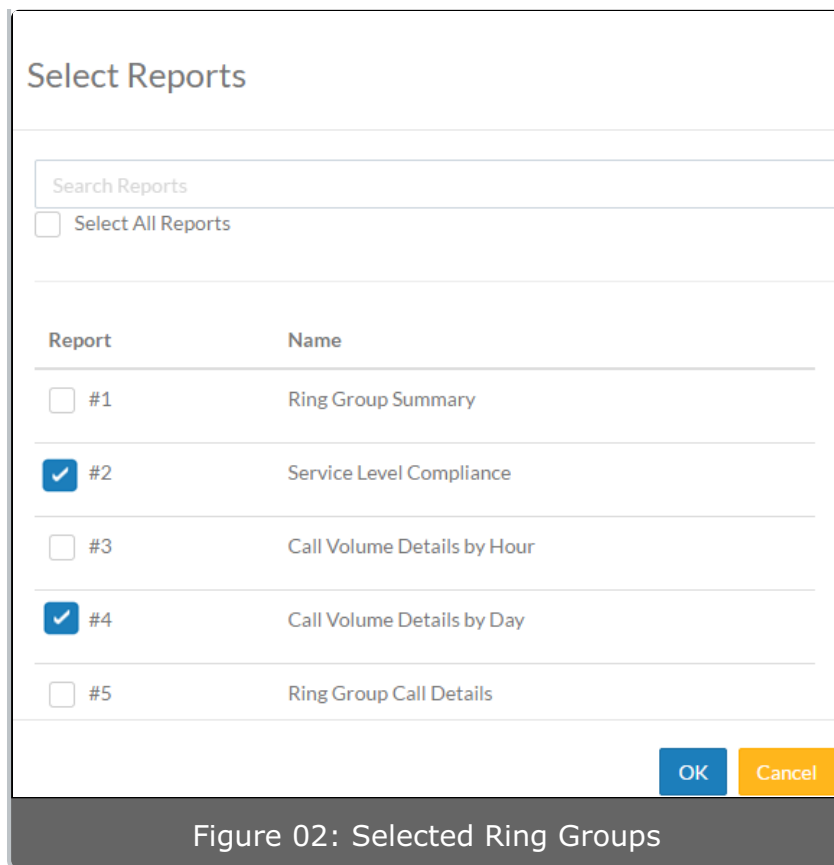 Select Reports
Search Reports
Select All Reports
Report Name
#1 Ring Group Summary
#2 Service Level Compliance
#3 Call Volume Details by Hour
#4 Call Volume Details by Day
#5 Ring Group Call Details
OK Cancel
Figure 02: Selected Ring Groups